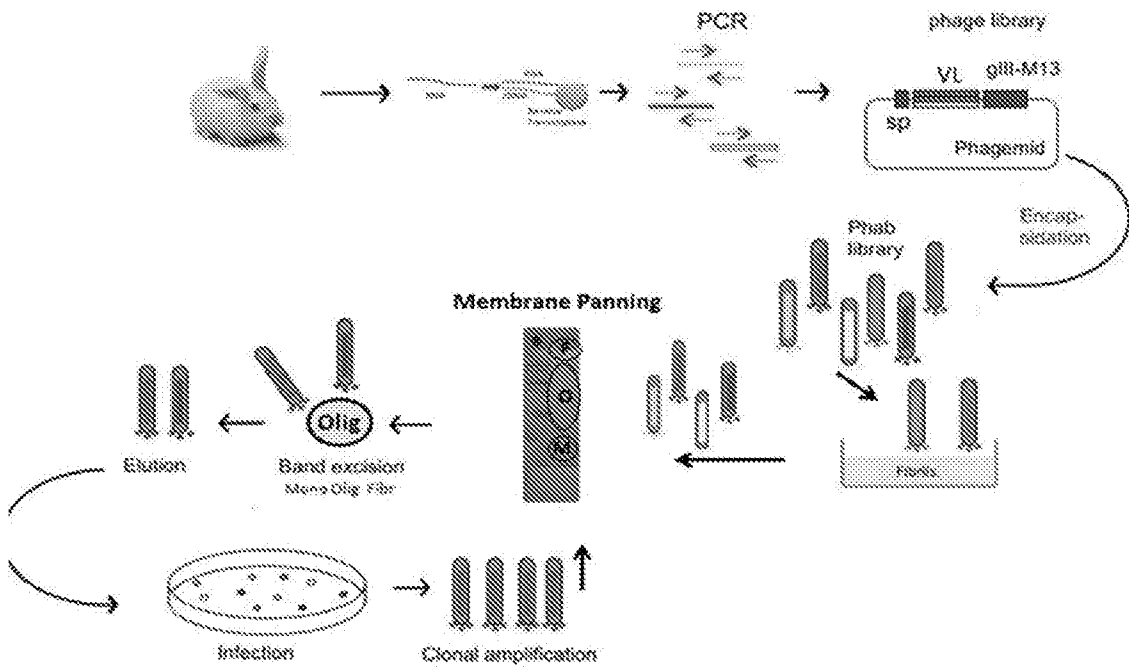 PCR
phage library
VL
gIII-M13
sp
Phagemid
Encap-
sidation
Phab
library
Membrane Panning
F
O
M
Olig
Elution
Band excision
Mono Olig Fibr
Fibrils
Infection
Clonal amplification